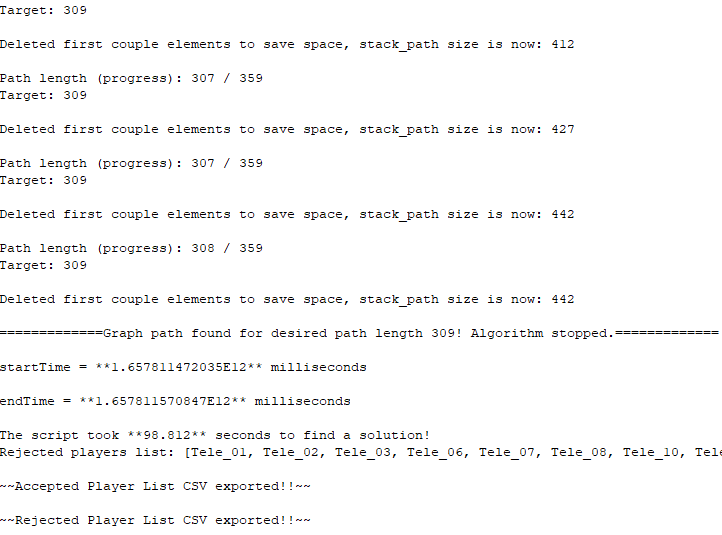 Target: 309
Deleted first couple elements to save space, stack_path size is now: 412
Path length (progress): 307 / 359
Target: 309
Deleted first couple elements to save space, stack_path size is now: 427
Path length (progress): 307 / 359
Target: 309
Deleted first couple elements to save space, stack_path size is now: 442
Path length (progress): 308 / 359
Target: 309
Deleted first couple elements to save space, stack_path size is now: 442
=============Graph path found for desired path length 309! Algorithm stopped.=============
startTime = **1.657811472035E12** milliseconds
endTime = **1.657811570847E12** milliseconds
The script took **98.812** seconds to find a solution!
Rejected players list: [Tele_01, Tele_02, Tele_03, Tele_06, Tele_07, Tele_08, Tele_10, Tele
~~Accepted Player List CSV exported!!~~
~~Rejected Player List CSV exported!!~~